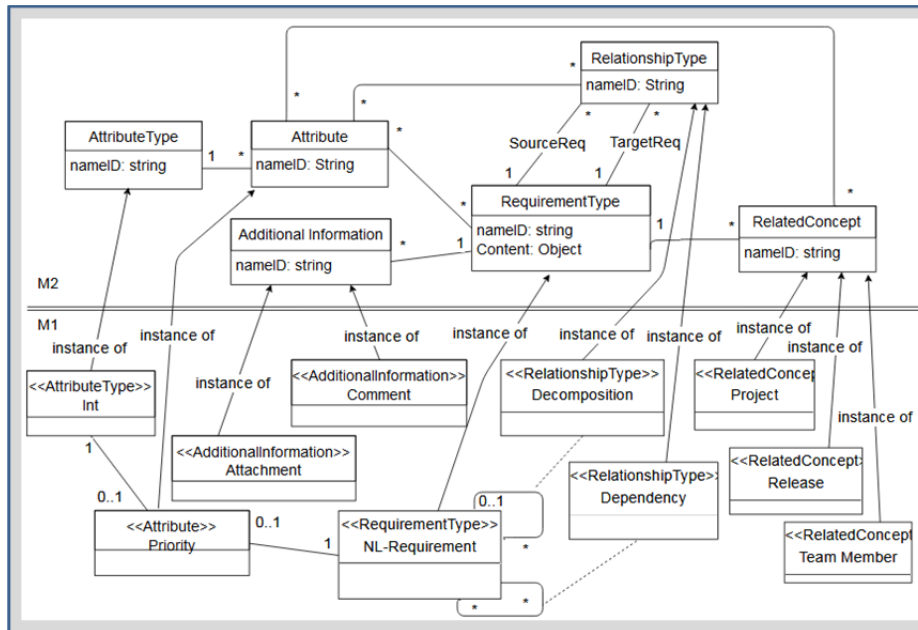 RelationshipType
nameID: String
*
*
*
*
*
*
AttributeType
nameID: string
1
*
Attribute
nameID: String
*
SourceReq
TargetReq
1
1
*
RequirementType
nameID: string
Content: Object
1
*
*
RelatedConcept
nameID: string
Additional Information
nameID: string
*
1
M2
M1
instance of
instance of
instance of
instance of
instance of
instance of
instance of
instance of
instance of
instance of
<<AttributeType>>
Int
<<AdditionalInformation>>
Comment
<<RelationshipType>>
Decomposition
<<RelatedConcept
Project
<<AdditionalInformation>>
Attachment
<<RelationshipType>>
Dependency
<<RelatedConcept>
Release
1
0..1
<<Attribute>>
Priority
0..1
1
<<RequirementType>>
NL-Requirement
0..1
*
*
*
<<RelatedConcept
Team Member